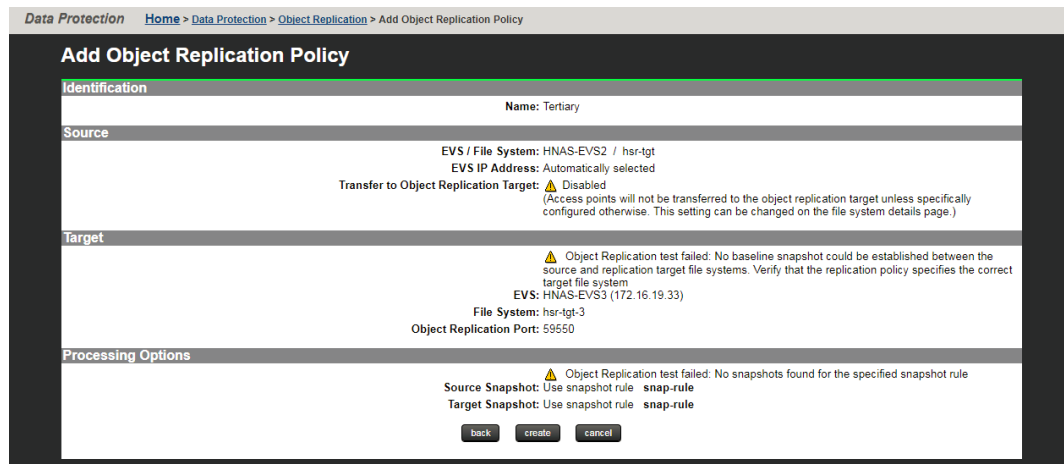 Data Protection Home > Data Protection > Object Replication > Add Object Replication Policy
Add Object Replication Policy
Identification
Name: Tertiary
Source
EVS / File System: HNAS-EVS2 / hsr-tgt
EVS IP Address: Automatically selected
Transfer to Object Replication Target: Disabled
(Access points will not be transferred to the object replication target unless specifically
configured otherwise. This setting can be changed on the file system details page.)
Target
Object Replication test failed: No baseline snapshot could be established between the
source and replication target file systems. Verify that the replication policy specifies the correct
target file system
EVS: HNAS-EVS3 (172.16.19.33)
File System: hsr-tgt-3
Object Replication Port: 59550
Processing Options
Object Replication test failed: No snapshots found for the specified snapshot rule
Source Snapshot: Use snapshot rule snap-rule
Target Snapshot: Use snapshot rule snap-rule
back create cancel